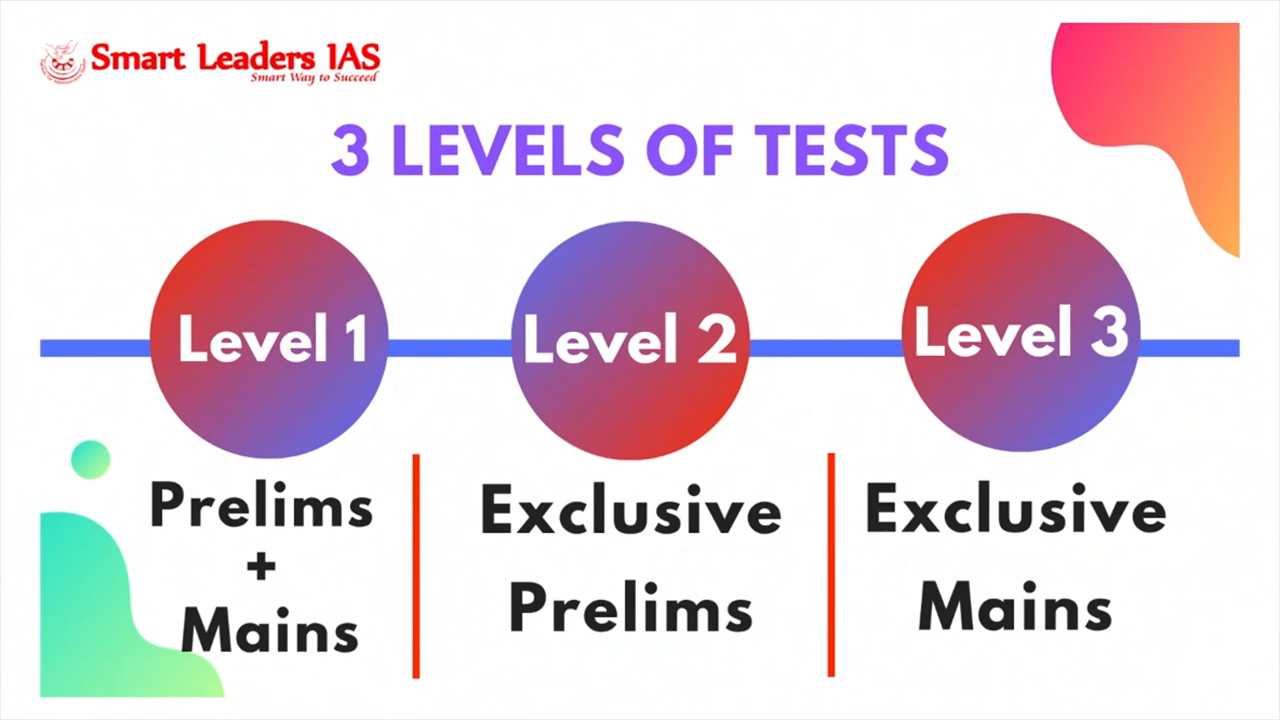 Smart Leaders IAS
Smart Way to Succeed
3 LEVELS OF TESTS
Level 1
Level 2
Level 3
Prelims
+
Mains
Exclusive
Prelims
Exclusive
Mains